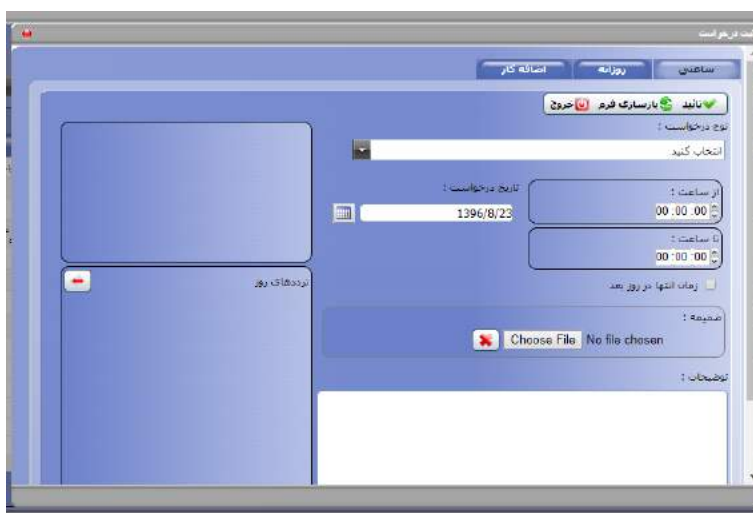 ثبت درخواست
ساعتی روزانه اضافه کار
تائید بازسازی فرم خروج
نوع درخواست :
انتخاب کنید
از ساعت : تاریخ درخواست :
00 :00 :00 1396/8/23
تا ساعت :
00 :00 :00
ترددهای روز
زمان انتها در روز بعد
ضمیمه :
Choose File No file chosen
توضیحات :